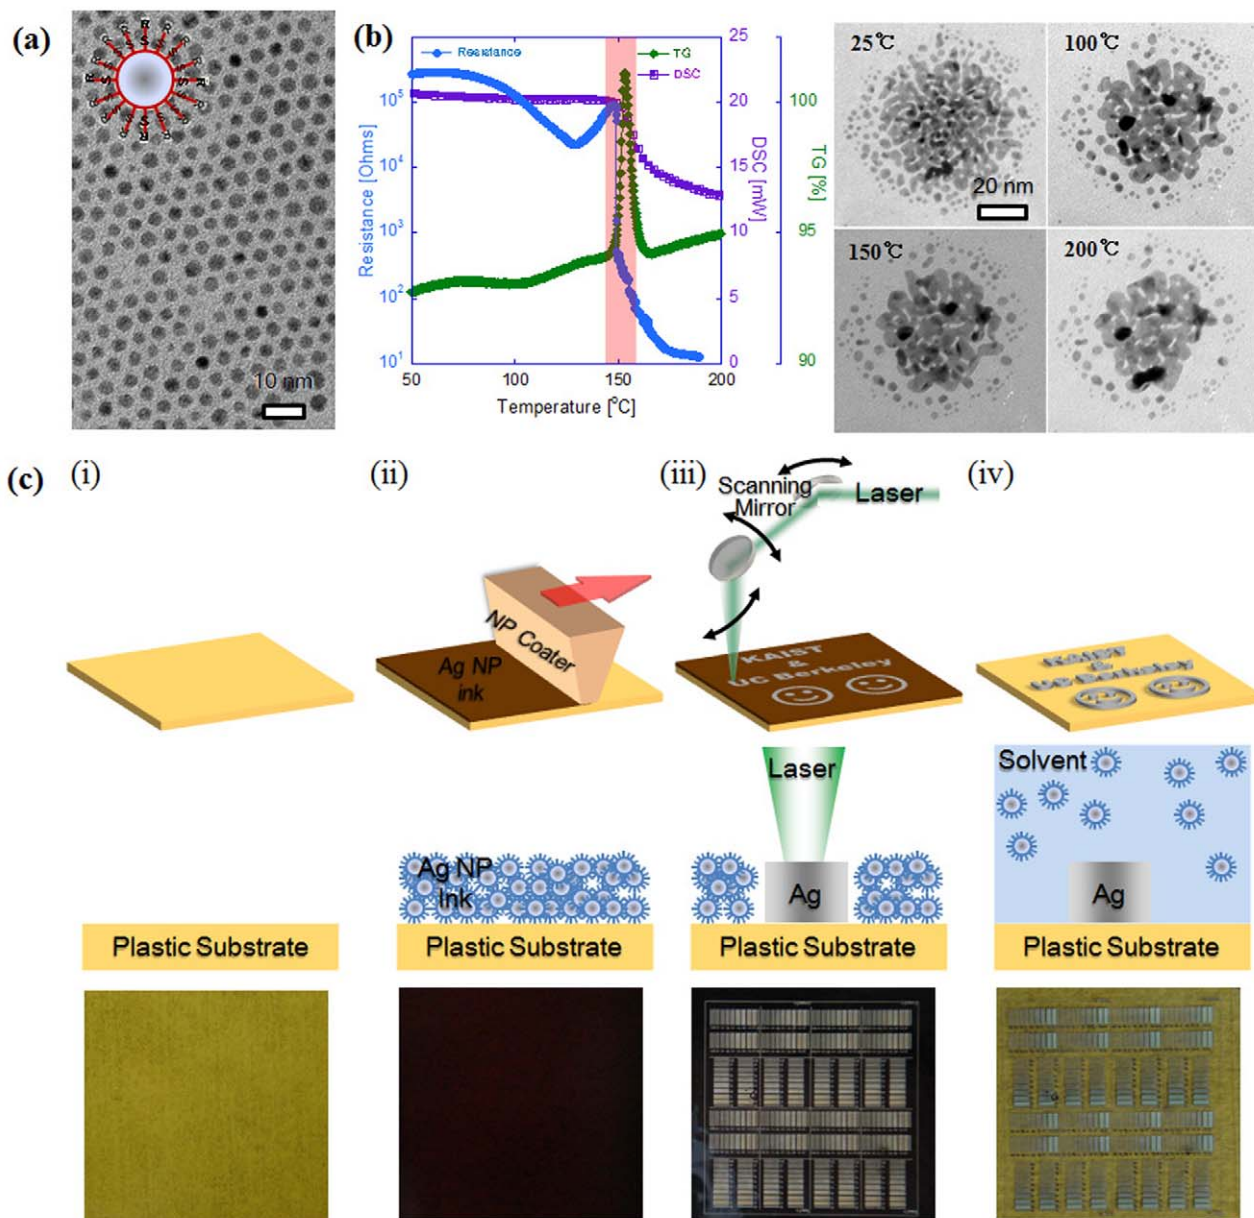 (a)
R
S
10 nm
(b)
Resistance
TG
DSC
10⁵
10⁴
10³
10²
10¹
Resistance [Ohms]
50
100
150
200
Temperature [°C]
25
20
15
10
5
0
DSC [mW]
100
95
90
TG [%]
25℃
20 nm
100℃
150℃
200℃
(c)
(i)
(ii)
NP Coater
Ag NP
ink
(iii)
Scanning
Mirror
Laser
KAIST
&
UC Berkeley
(iv)
KAIST
&
UC Berkeley
Plastic Substrate
Ag NP
Ink
Plastic Substrate
Laser
Ag
Plastic Substrate
Solvent
Ag
Plastic Substrate